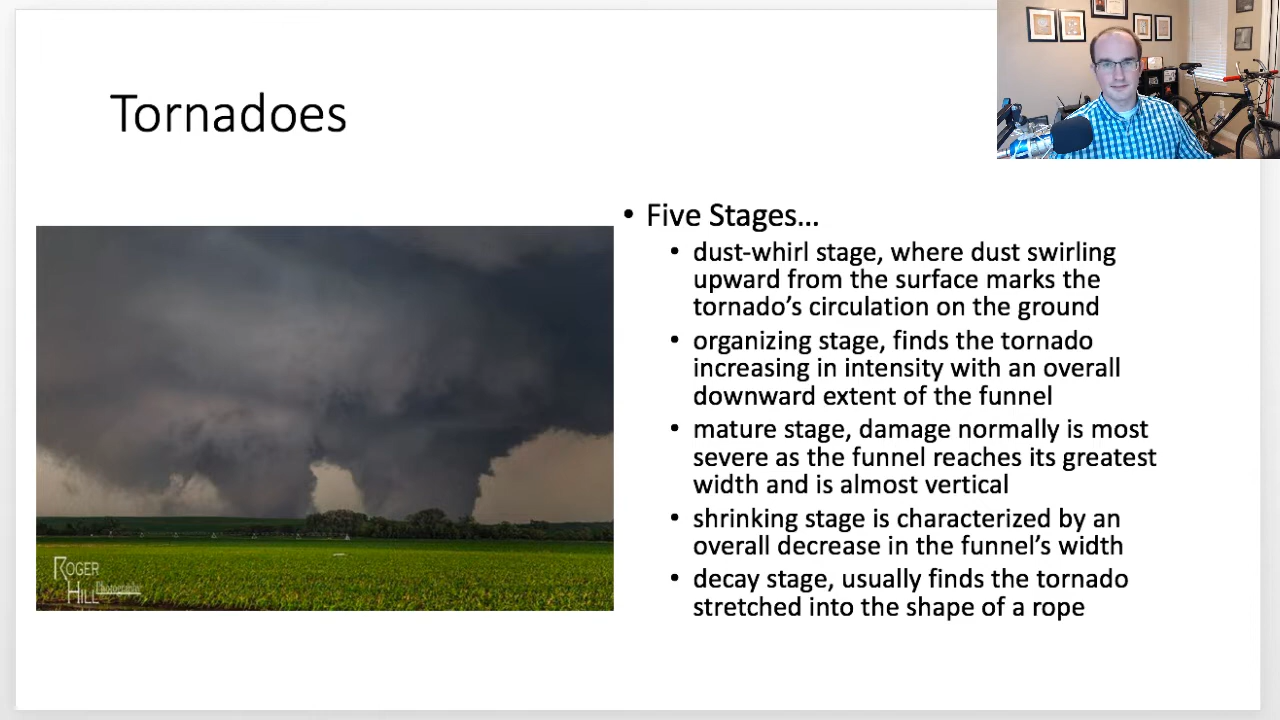 Tornadoes
• Five Stages...
• dust-whirl stage, where dust swirling
upward from the surface marks the
tornado's circulation on the ground
• organizing stage, finds the tornado
increasing in intensity with an overall
downward extent of the funnel
• mature stage, damage normally is most
severe as the funnel reaches its greatest
width and is almost vertical
• shrinking stage is characterized by an
overall decrease in the funnel's width
• decay stage, usually finds the tornado
stretched into the shape of a rope
ROGER
HILL Photography